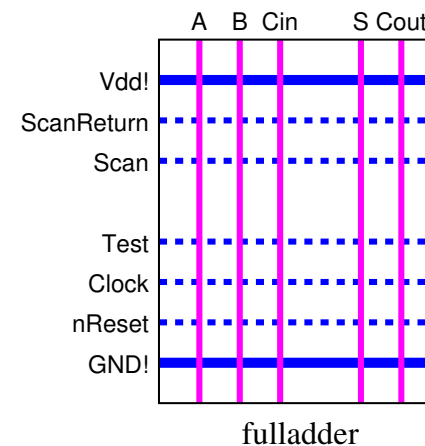 A B Cin S Cout
Vdd!
ScanReturn
Scan
Test
Clock
nReset
GND!
fulladder